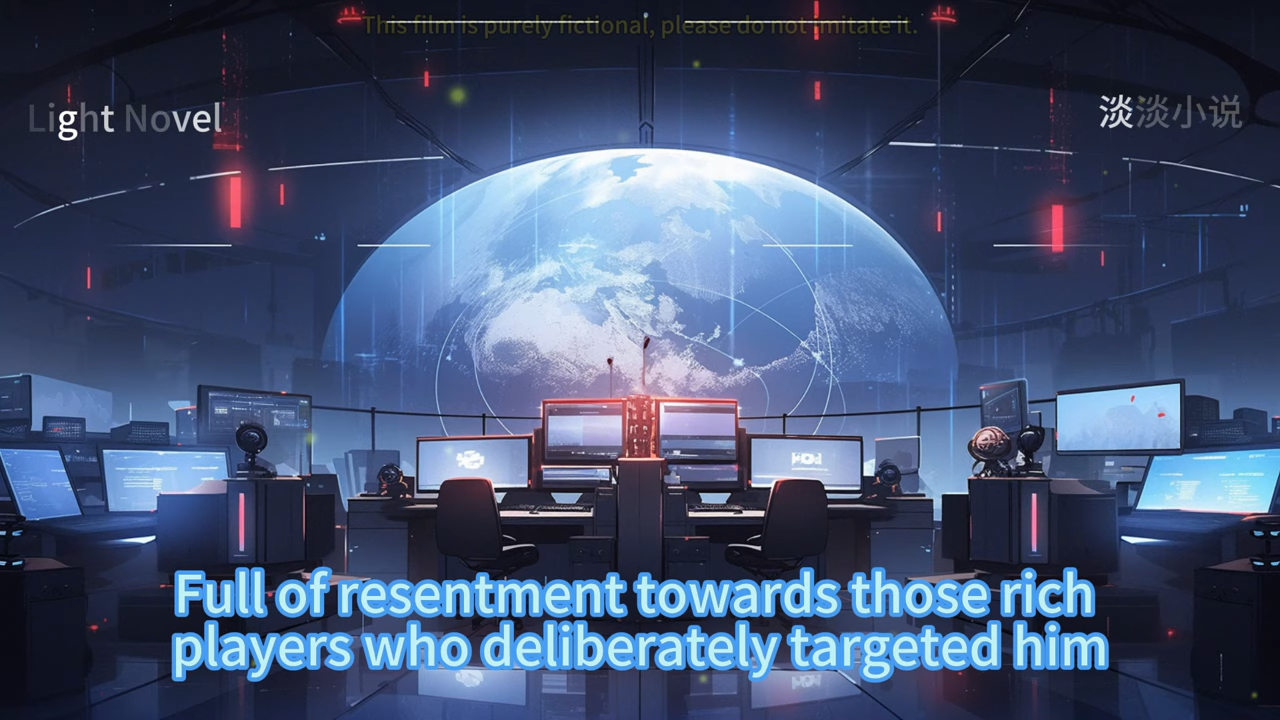 This film is purely fictional, please do not imitate it.
Light Novel
淡淡小说
Full of resentment towards those rich
players who deliberately targeted him